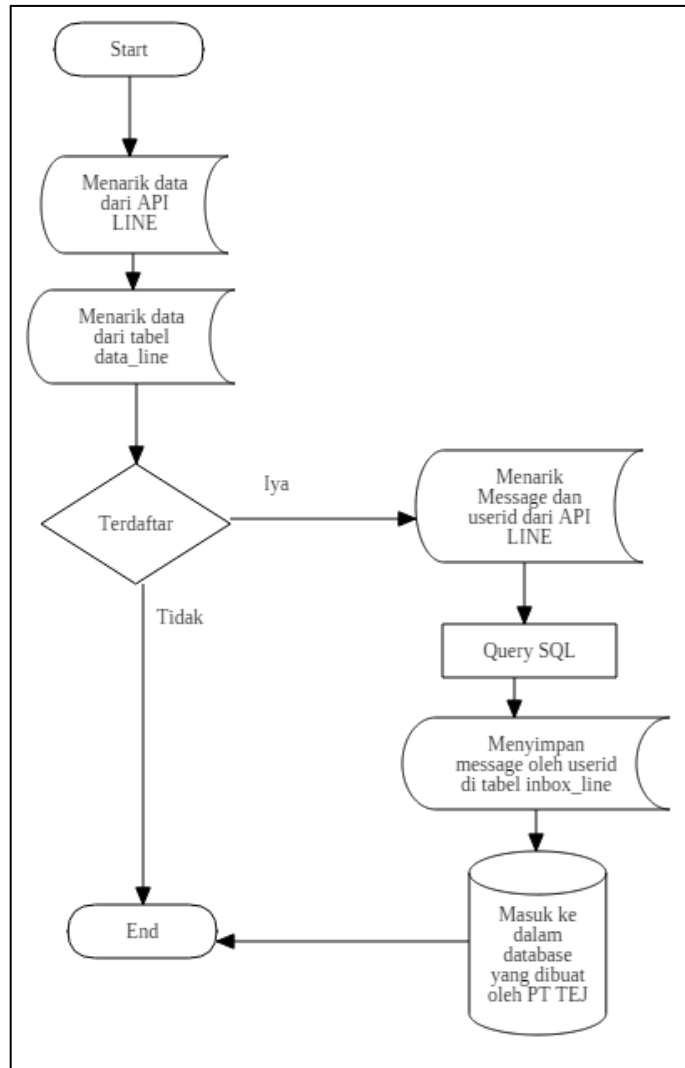 Start
Menarik data
dari API
LINE
Menarik data
dari tabel
data_line
Terdaftar
Iya
Tidak
Menarik
Message dan
userid dari API
LINE
Query SQL
Menyimpan
message oleh userid
di tabel inbox_line
Masuk ke
dalam
database
yang dibuat
oleh PT TEJ
End